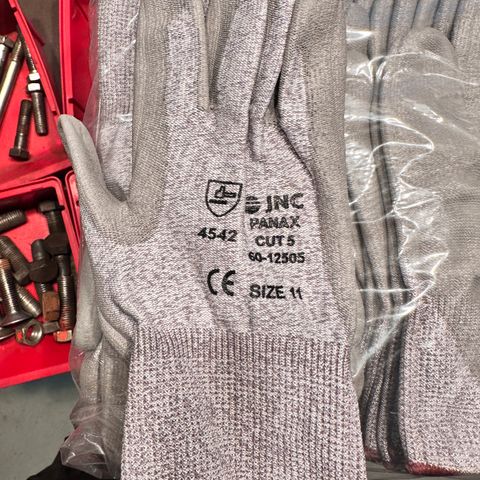 JNC
PANAX
4542
CUT 5
60-12505
CE
SIZE 11